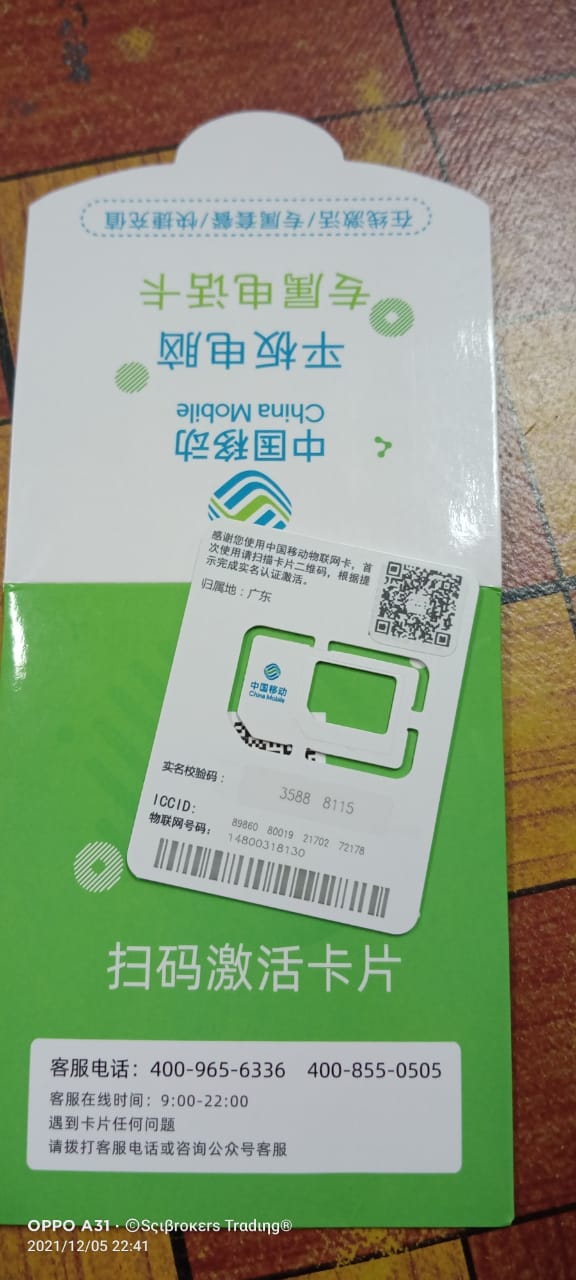 在线激活/专属套餐/快捷充值
专属电话卡
平板电脑
China Mobile
中国移动
感谢您使用中国移动物联网卡，首
次使用请扫描卡片二维码，根据提
示完成实名认证激活。
归属地：广东
中国移动
China Mobile
实名校验码： 3588 8115
ICCID: 89860 80019 21702 72178
物联网号码： 14800318130
扫码激活卡片
客服电话：400-965-6336 400-855-0505
客服在线时间：9:00-22:00
遇到卡片任何问题
请拨打客服电话或咨询公众号客服
OPPO A31 · ©Sςιβrοkers Tradιng®
2021/12/05 22:41